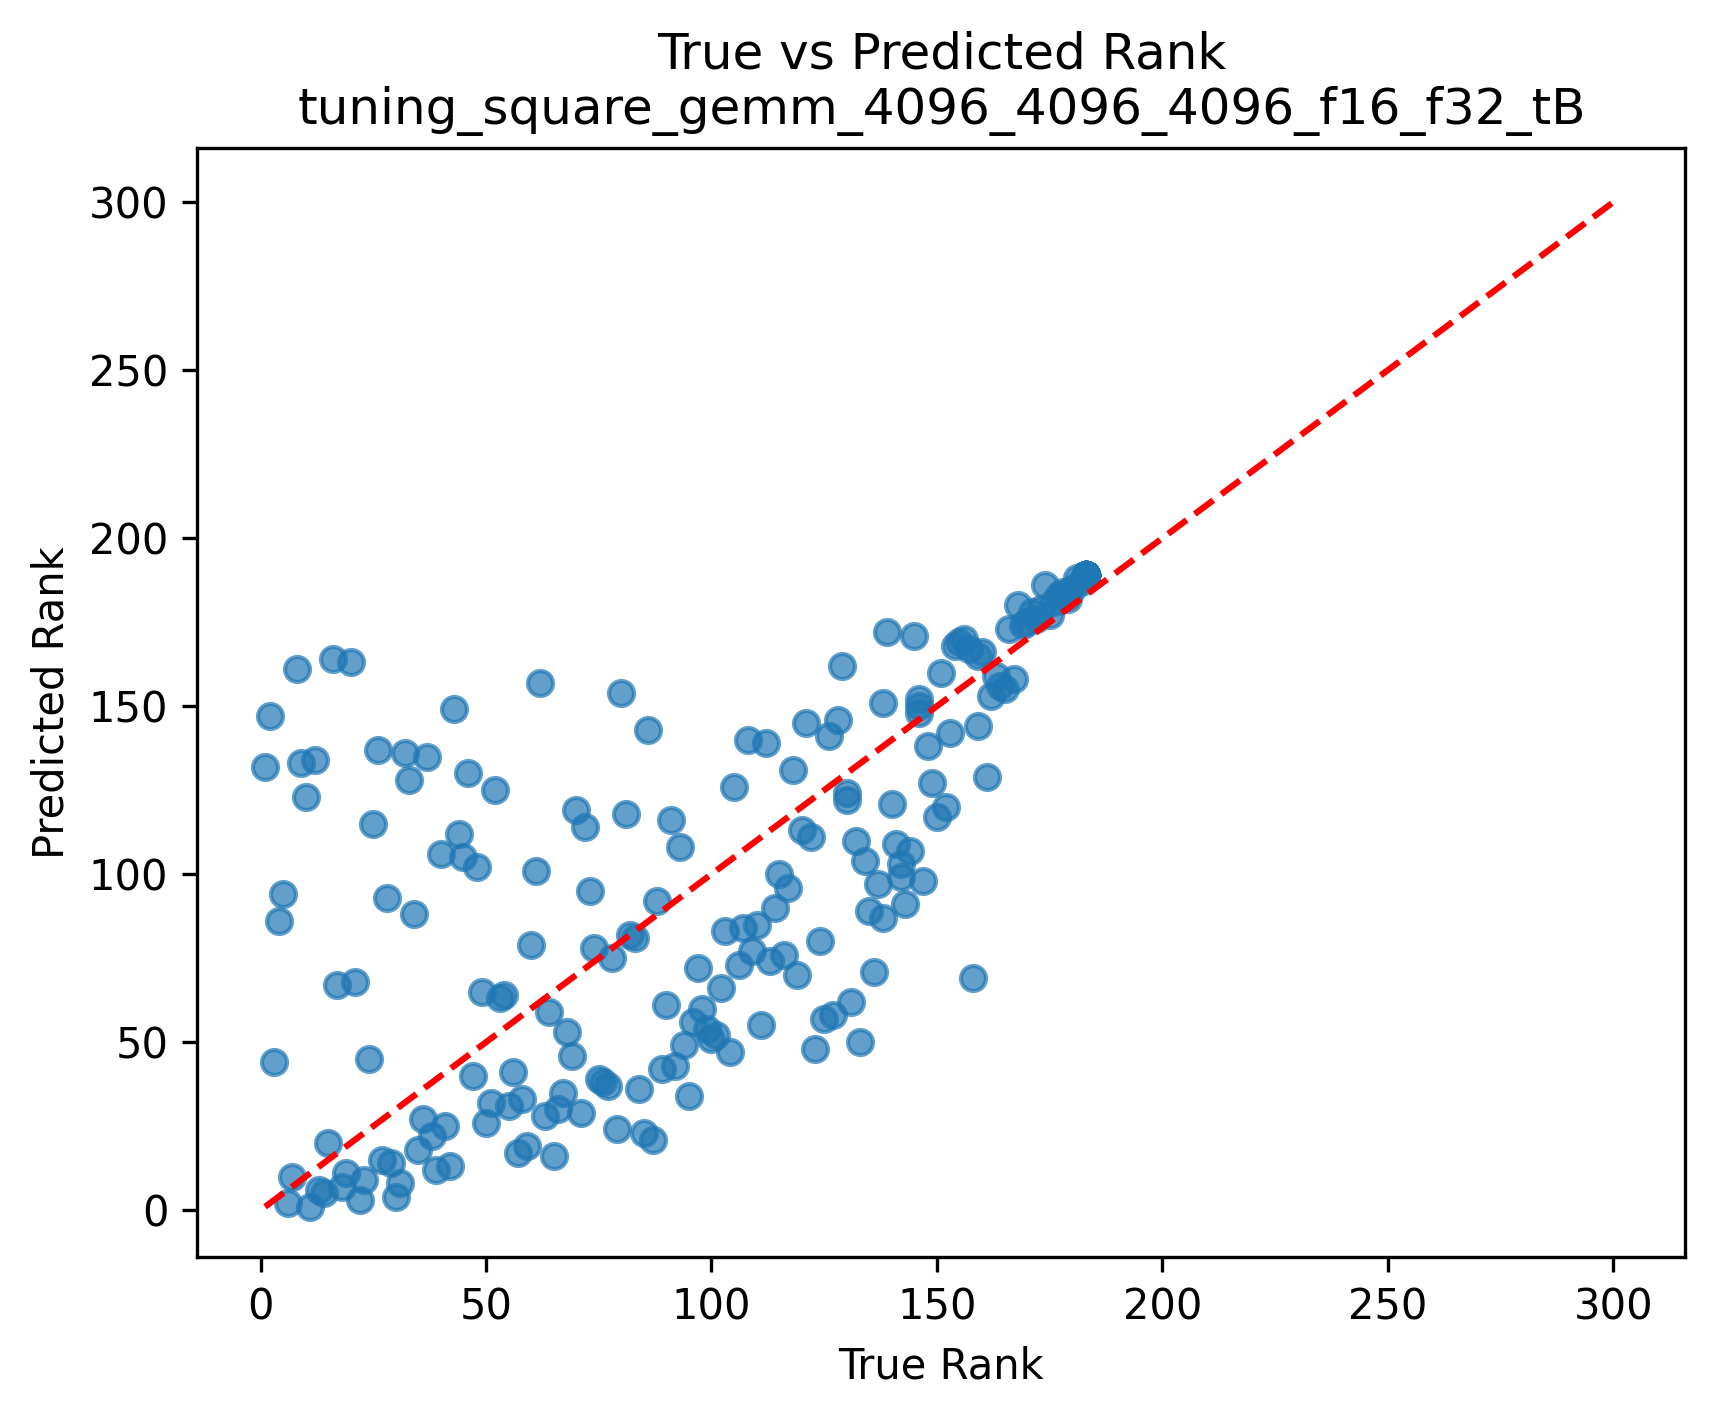 True vs Predicted Rank
tuning_square_gemm_4096_4096_4096_f16_f32_tB
Predicted Rank
300
250
200
150
100
50
0
0 50 100 150 200 250 300
True Rank